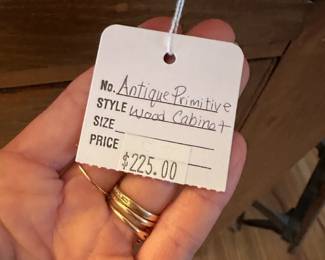 No. Antique Primitive
STYLE Wood Cabinet
SIZE
PRICE
$225.00